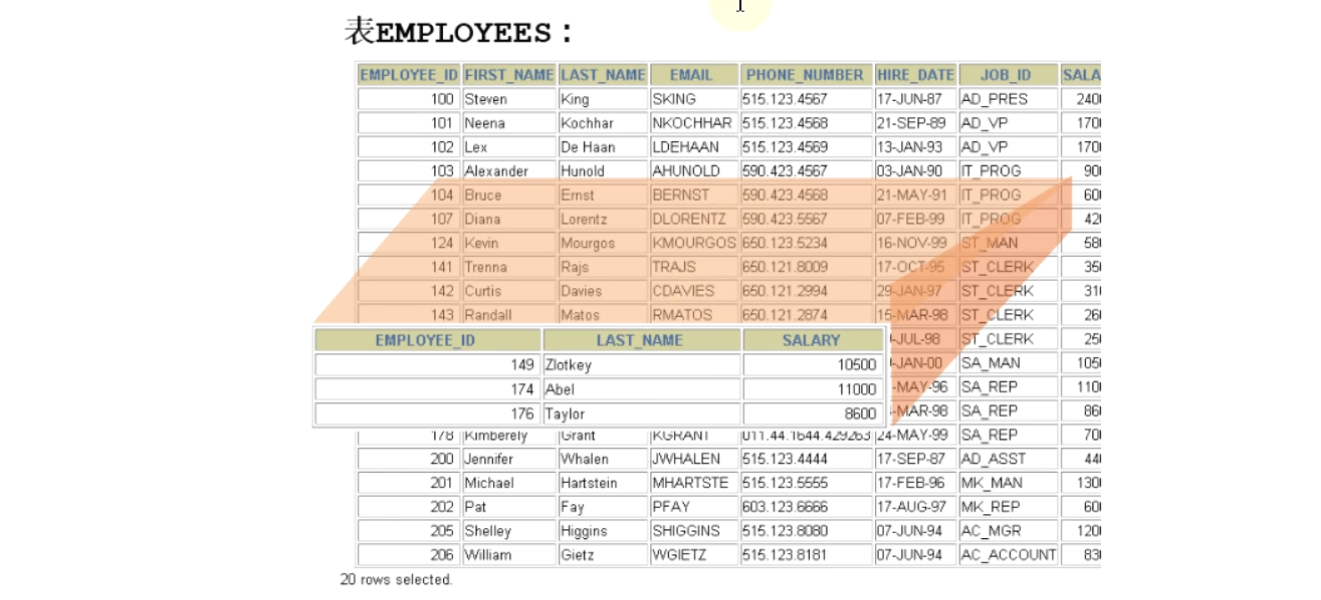 表EMPLOYEES：
EMPLOYEE_ID FIRST_NAME LAST_NAME EMAIL PHONE_NUMBER HIRE_DATE JOB_ID SALA
100 Steven King SKING 515.123.4567 17-JUN-87 AD_PRES 240
101 Neena Kochhar NKOCHHAR 515.123.4568 21-SEP-89 AD_VP 170
102 Lex De Haan LDEHAAN 515.123.4569 13-JAN-93 AD_VP 170
103 Alexander Hunold AHUNOLD 590.423.4567 03-JAN-90 IT_PROG 90
104 Bruce Ernst BERNST 590.423.4568 21-MAY-91 IT_PROG 60
107 Diana Lorentz DLORENTZ 590.423.5567 07-FEB-99 IT_PROG 42
124 Kevin Mourgos KMOURGOS 650.123.5234 16-NOV-99 ST_MAN 58
141 Trenna Rajs TRAJS 650.121.8009 17-OCT-95 ST_CLERK 35
142 Curtis Davies CDAVIES 650.121.2994 29-JAN-97 ST_CLERK 31
143 Randall Matos RMATOS 650.121.2874 15-MAR-98 ST_CLERK 26
EMPLOYEE_ID LAST_NAME SALARY -JUL-98 ST_CLERK 25
149 Zlotkey 10500 -JAN-00 SA_MAN 105
174 Abel 11000 -MAY-96 SA_REP 110
176 Taylor 8600 -MAR-98 SA_REP 86
178 Kimberely Grant KGRANT 011.44.1644.429263 24-MAY-99 SA_REP 70
200 Jennifer Whalen JWHALEN 515.123.4444 17-SEP-87 AD_ASST 44
201 Michael Hartstein MHARTSTE 515.123.5555 17-FEB-96 MK_MAN 130
202 Pat Fay PFAY 603.123.6666 17-AUG-97 MK_REP 60
205 Shelley Higgins SHIGGINS 515.123.8080 07-JUN-94 AC_MGR 120
206 William Gietz WGIETZ 515.123.8181 07-JUN-94 AC_ACCOUNT 83
20 rows selected.